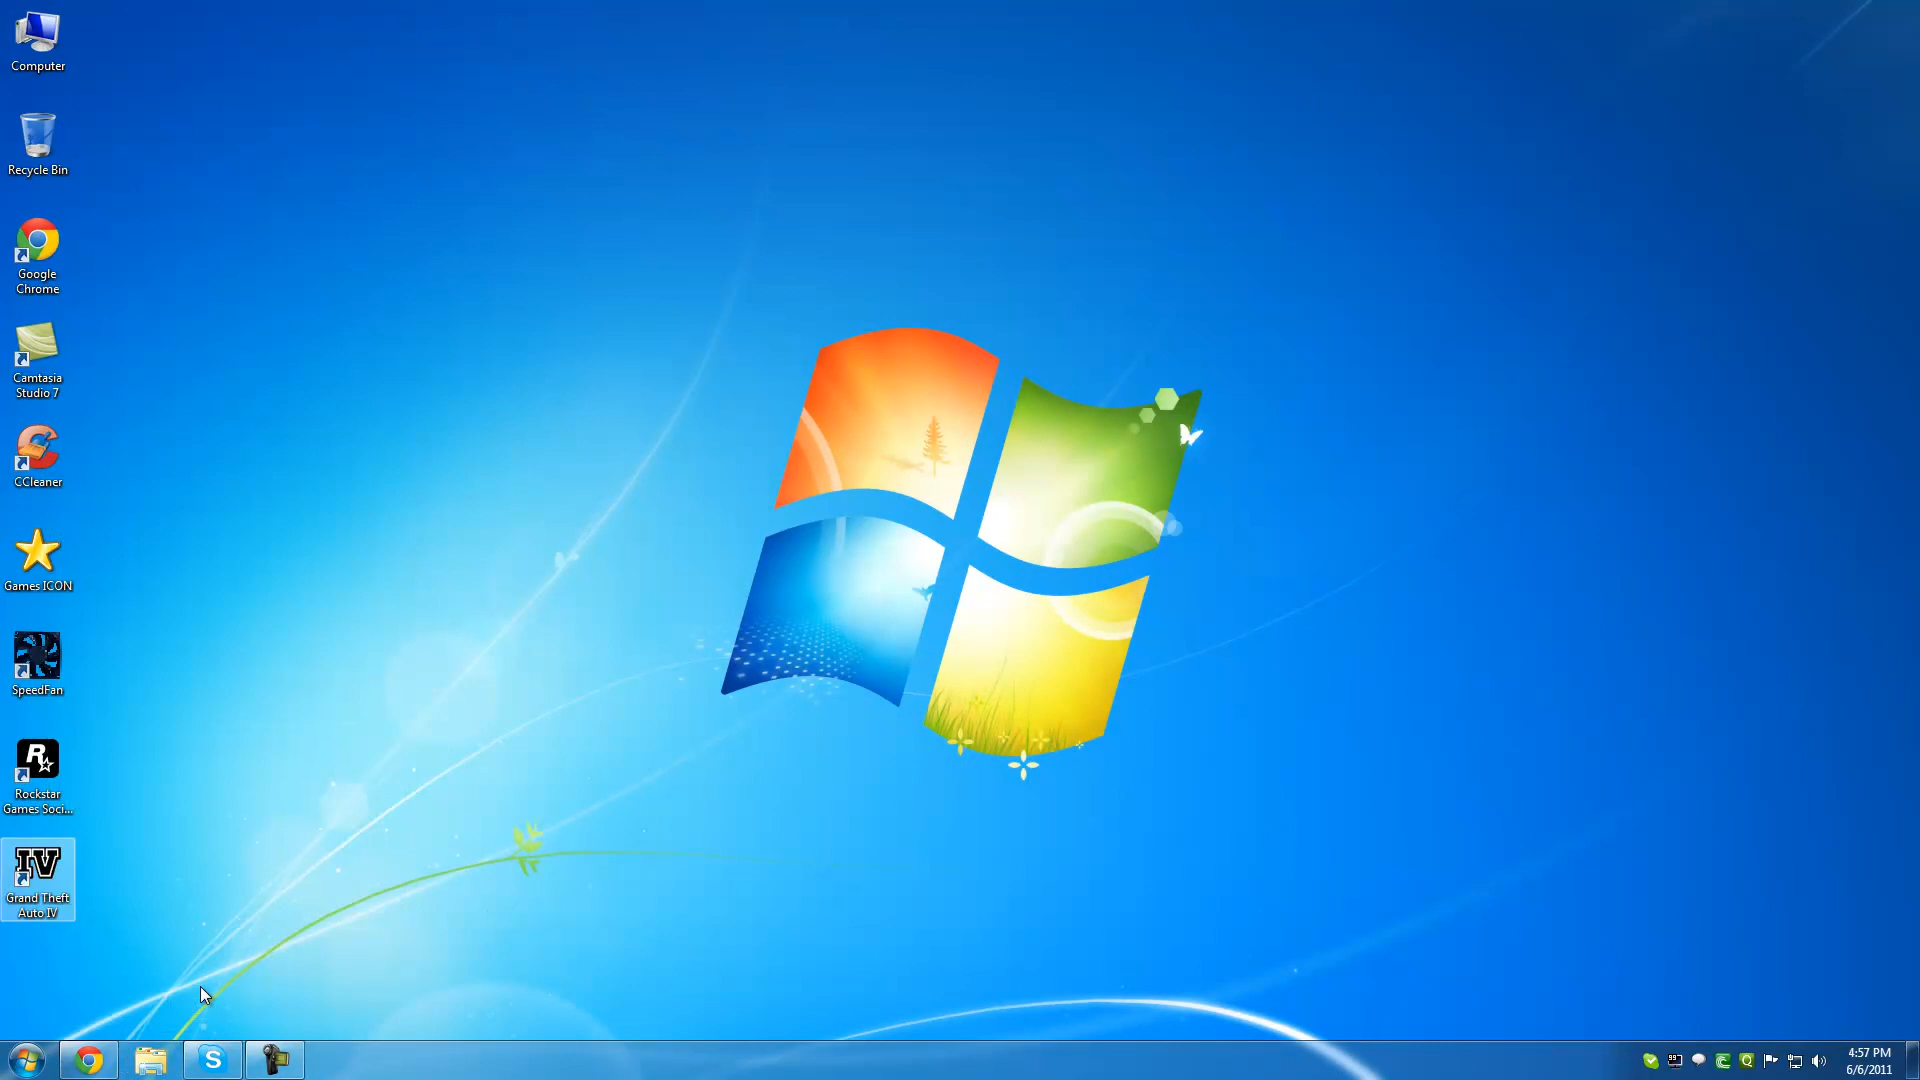 Computer
Recycle Bin
Google
Chrome
Camtasia
Studio 7
CCleaner
Games ICON
SpeedFan
R
Rockstar
Games Soci...
IV
Grand Theft
Auto IV
S
99°
Q
4:57 PM
6/6/2011